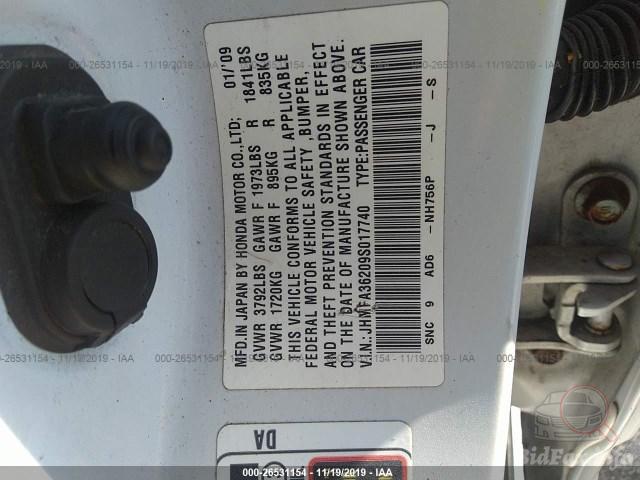 MFD.IN JAPAN BY HONDA MOTOR CO.,LTD; 01/'09
GVWR 3792LBS GAWR F 1973LBS R 1841LBS
GVWR 1720KG GAWR F 895KG R 835KG
THIS VEHICLE CONFORMS TO ALL APPLICABLE
FEDERAL MOTOR VEHICLE SAFETY, BUMPER,
AND THEFT PREVENTION STANDARDS IN EFFECT
ON THE DATE OF MANUFACTURE SHOWN ABOVE.
V.I.N.:JHMFA36209S017740 TYPE:PASSENGER CAR
SNC 9 AD6 -NH756P -J -S
DA
000-26531154 - 11/19/2019 - IAA
BidFax.info